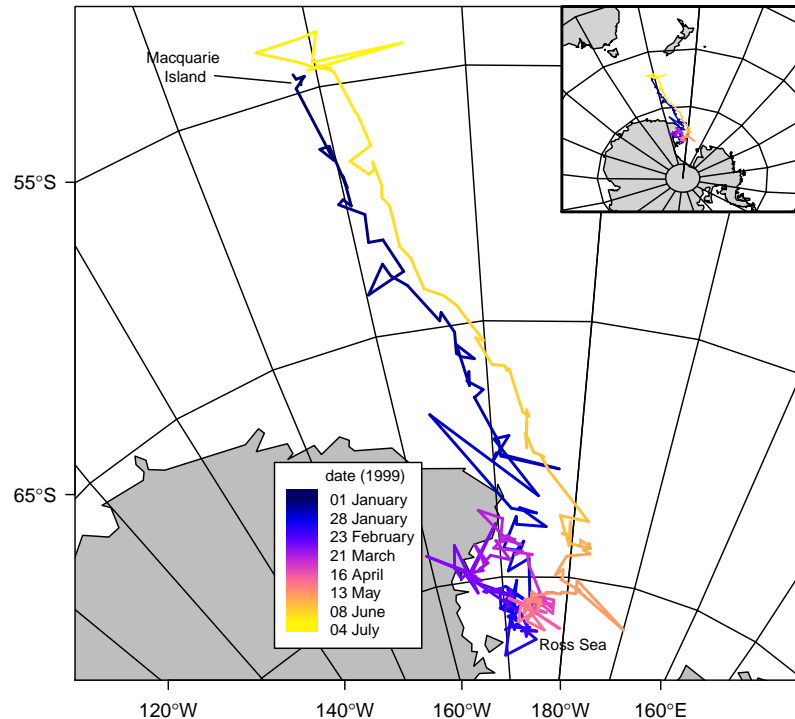 Macquarie
Island
55°S
65°S
date (1999)
01 January
28 January
23 February
21 March
16 April
13 May
08 June
04 July
Ross Sea
120°W
140°W
160°W
180°W
160°E